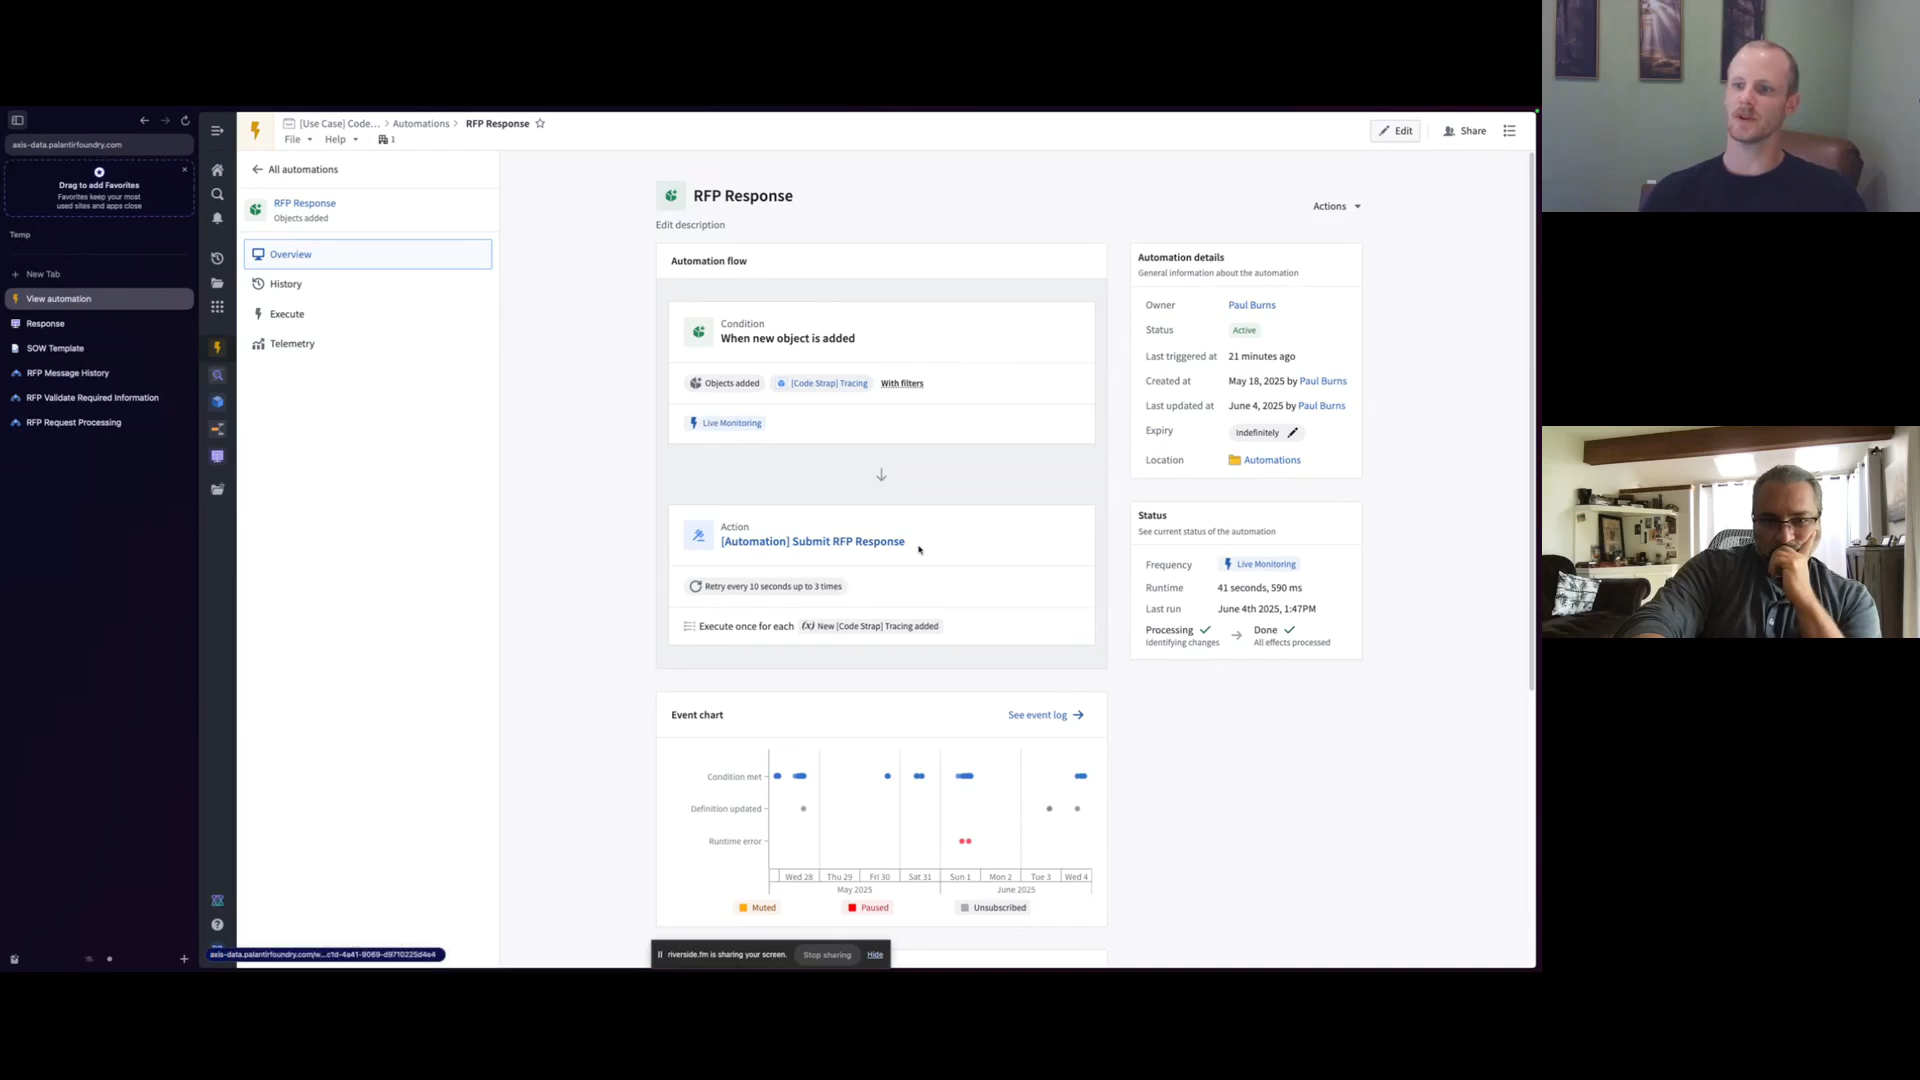 axis-data.palantirfoundry.com
Drag to add Favorites
Favorites keep your most
used sites and apps close
Temp
New Tab
View automation
Response
SOW Template
RFP Message History
RFP Validate Required Information
RFP Request Processing
[Use Case] Code... > Automations > RFP Response
File Help 1
Edit
Share
All automations
RFP Response
Objects added
Overview
History
Execute
Telemetry
RFP Response
Edit description
Actions
Automation flow
Condition
When new object is added
Objects added [Code Strap] Tracing With filters
Live Monitoring
Action
[Automation] Submit RFP Response
Retry every 10 seconds up to 3 times
Execute once for each (x) New [Code Strap] Tracing added
Automation details
General information about the automation
Owner Paul Burns
Status Active
Last triggered at 21 minutes ago
Created at May 18, 2025 by Paul Burns
Last updated at June 4, 2025 by Paul Burns
Expiry Indefinitely
Location Automations
Status
See current status of the automation
Frequency Live Monitoring
Runtime 41 seconds, 590 ms
Last run June 4th 2025, 1:47PM
Processing Done
Identifying changes All effects processed
Event chart
See event log
Condition met
Definition updated
Runtime error
Wed 28 Thu 29 Fri 30 Sat 31 Sun 1 Mon 2 Tue 3 Wed 4
May 2025 June 2025
Muted Paused Unsubscribed
axis-data.palantirfoundry.com/w...c1d-4a41-9069-d9710225d4e4
riverside.fm is sharing your screen. Stop sharing Hide